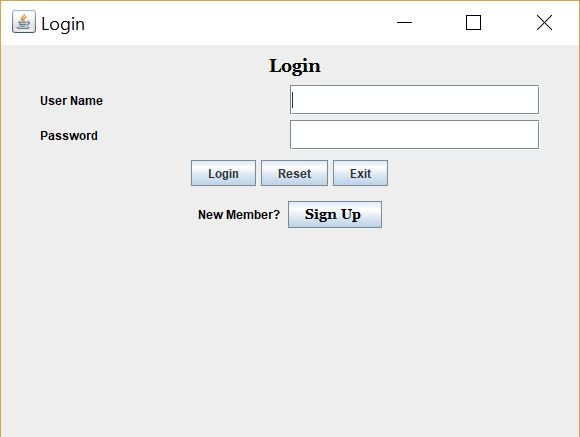 Login
Login
User Name
Password
Login Reset Exit
New Member? Sign Up